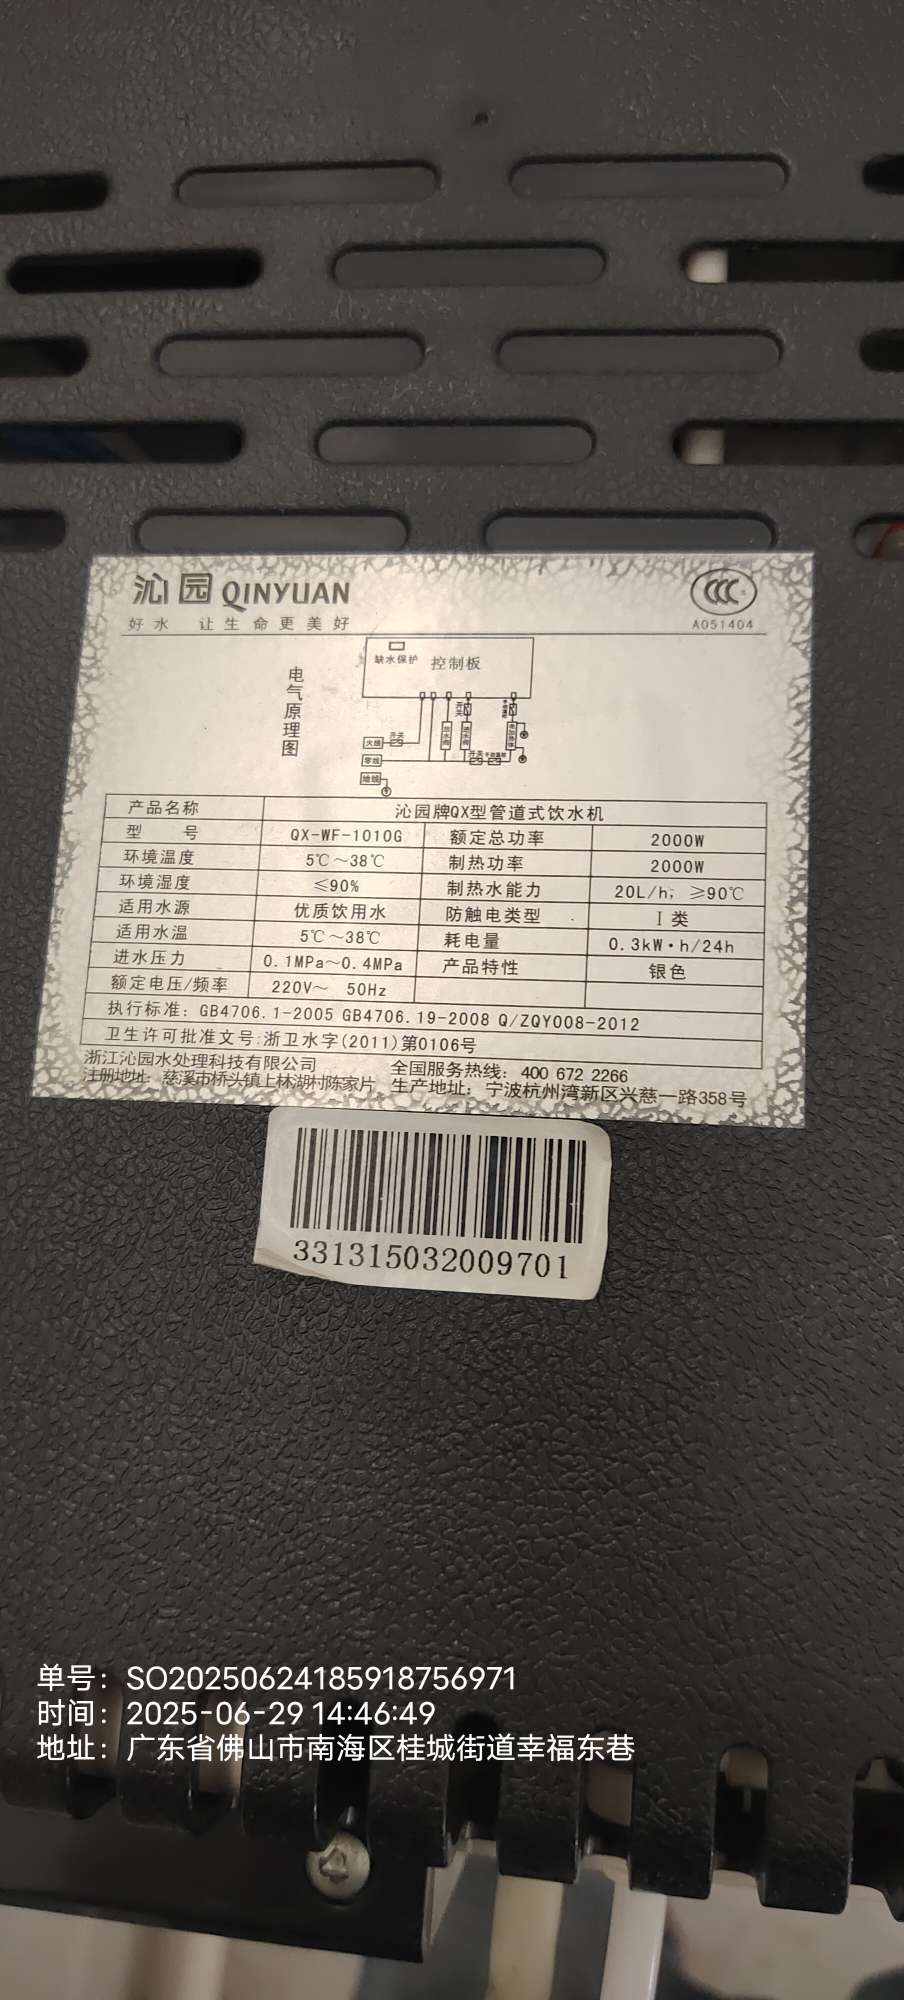 沁园 QINYUAN
好水 让生命更美好
CCC
A051404
电气原理图
缺水保护 控制板
开关
火线 开关
零线
地线
产品名称 沁园牌QX型管道式饮水机
型 号 QX-WF-1010G 额定总功率 2000W
环境温度 5℃～38℃ 制热功率 2000W
环境湿度 ≤90% 制热水能力 20L/h; ≥90℃
适用水源 优质饮用水 防触电类型 I 类
适用水温 5℃～38℃ 耗电量 0.3kW·h/24h
进水压力 0.1MPa～0.4MPa 产品特性 银色
额定电压/频率 220V～ 50Hz
执行标准: GB4706.1-2005 GB4706.19-2008 Q/ZQY008-2012
卫生许可批准文号:浙卫水字(2011)第0106号
浙江沁园水处理科技有限公司 全国服务热线: 400 672 2266
注册地址: 慈溪市桥头镇上林湖村陈家片 生产地址: 宁波杭州湾新区兴慈一路358号
331315032009701
单号: SO20250624185918756971
时间: 2025-06-29 14:46:49
地址: 广东省佛山市南海区桂城街道幸福东巷